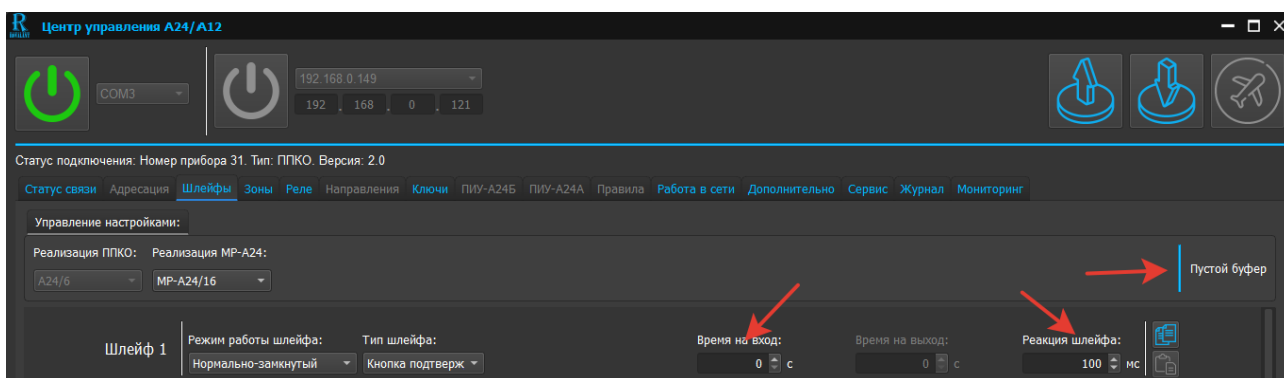 R Центр управления A24/A12
COM3
192.168.0.149
192 . 168 . 0 . 121
Статус подключения: Номер прибора 31. Тип: ППКО. Версия: 2.0
Статус связи Адресация Шлейфы Зоны Реле Направления Ключи ПИУ-А24Б ПИУ-А24А Правила Работа в сети Дополнительно Сервис Журнал Мониторинг
Управление настройками:
Реализация ППКО: Реализация МР-А24:
А24/6 МР-А24/16
Пустой буфер
Шлейф 1
Режим работы шлейфа: Тип шлейфа: Время на вход: Время на выход: Реакция шлейфа:
Нормально-замкнутый Кнопка подтверж 0 с 0 с 100 мс